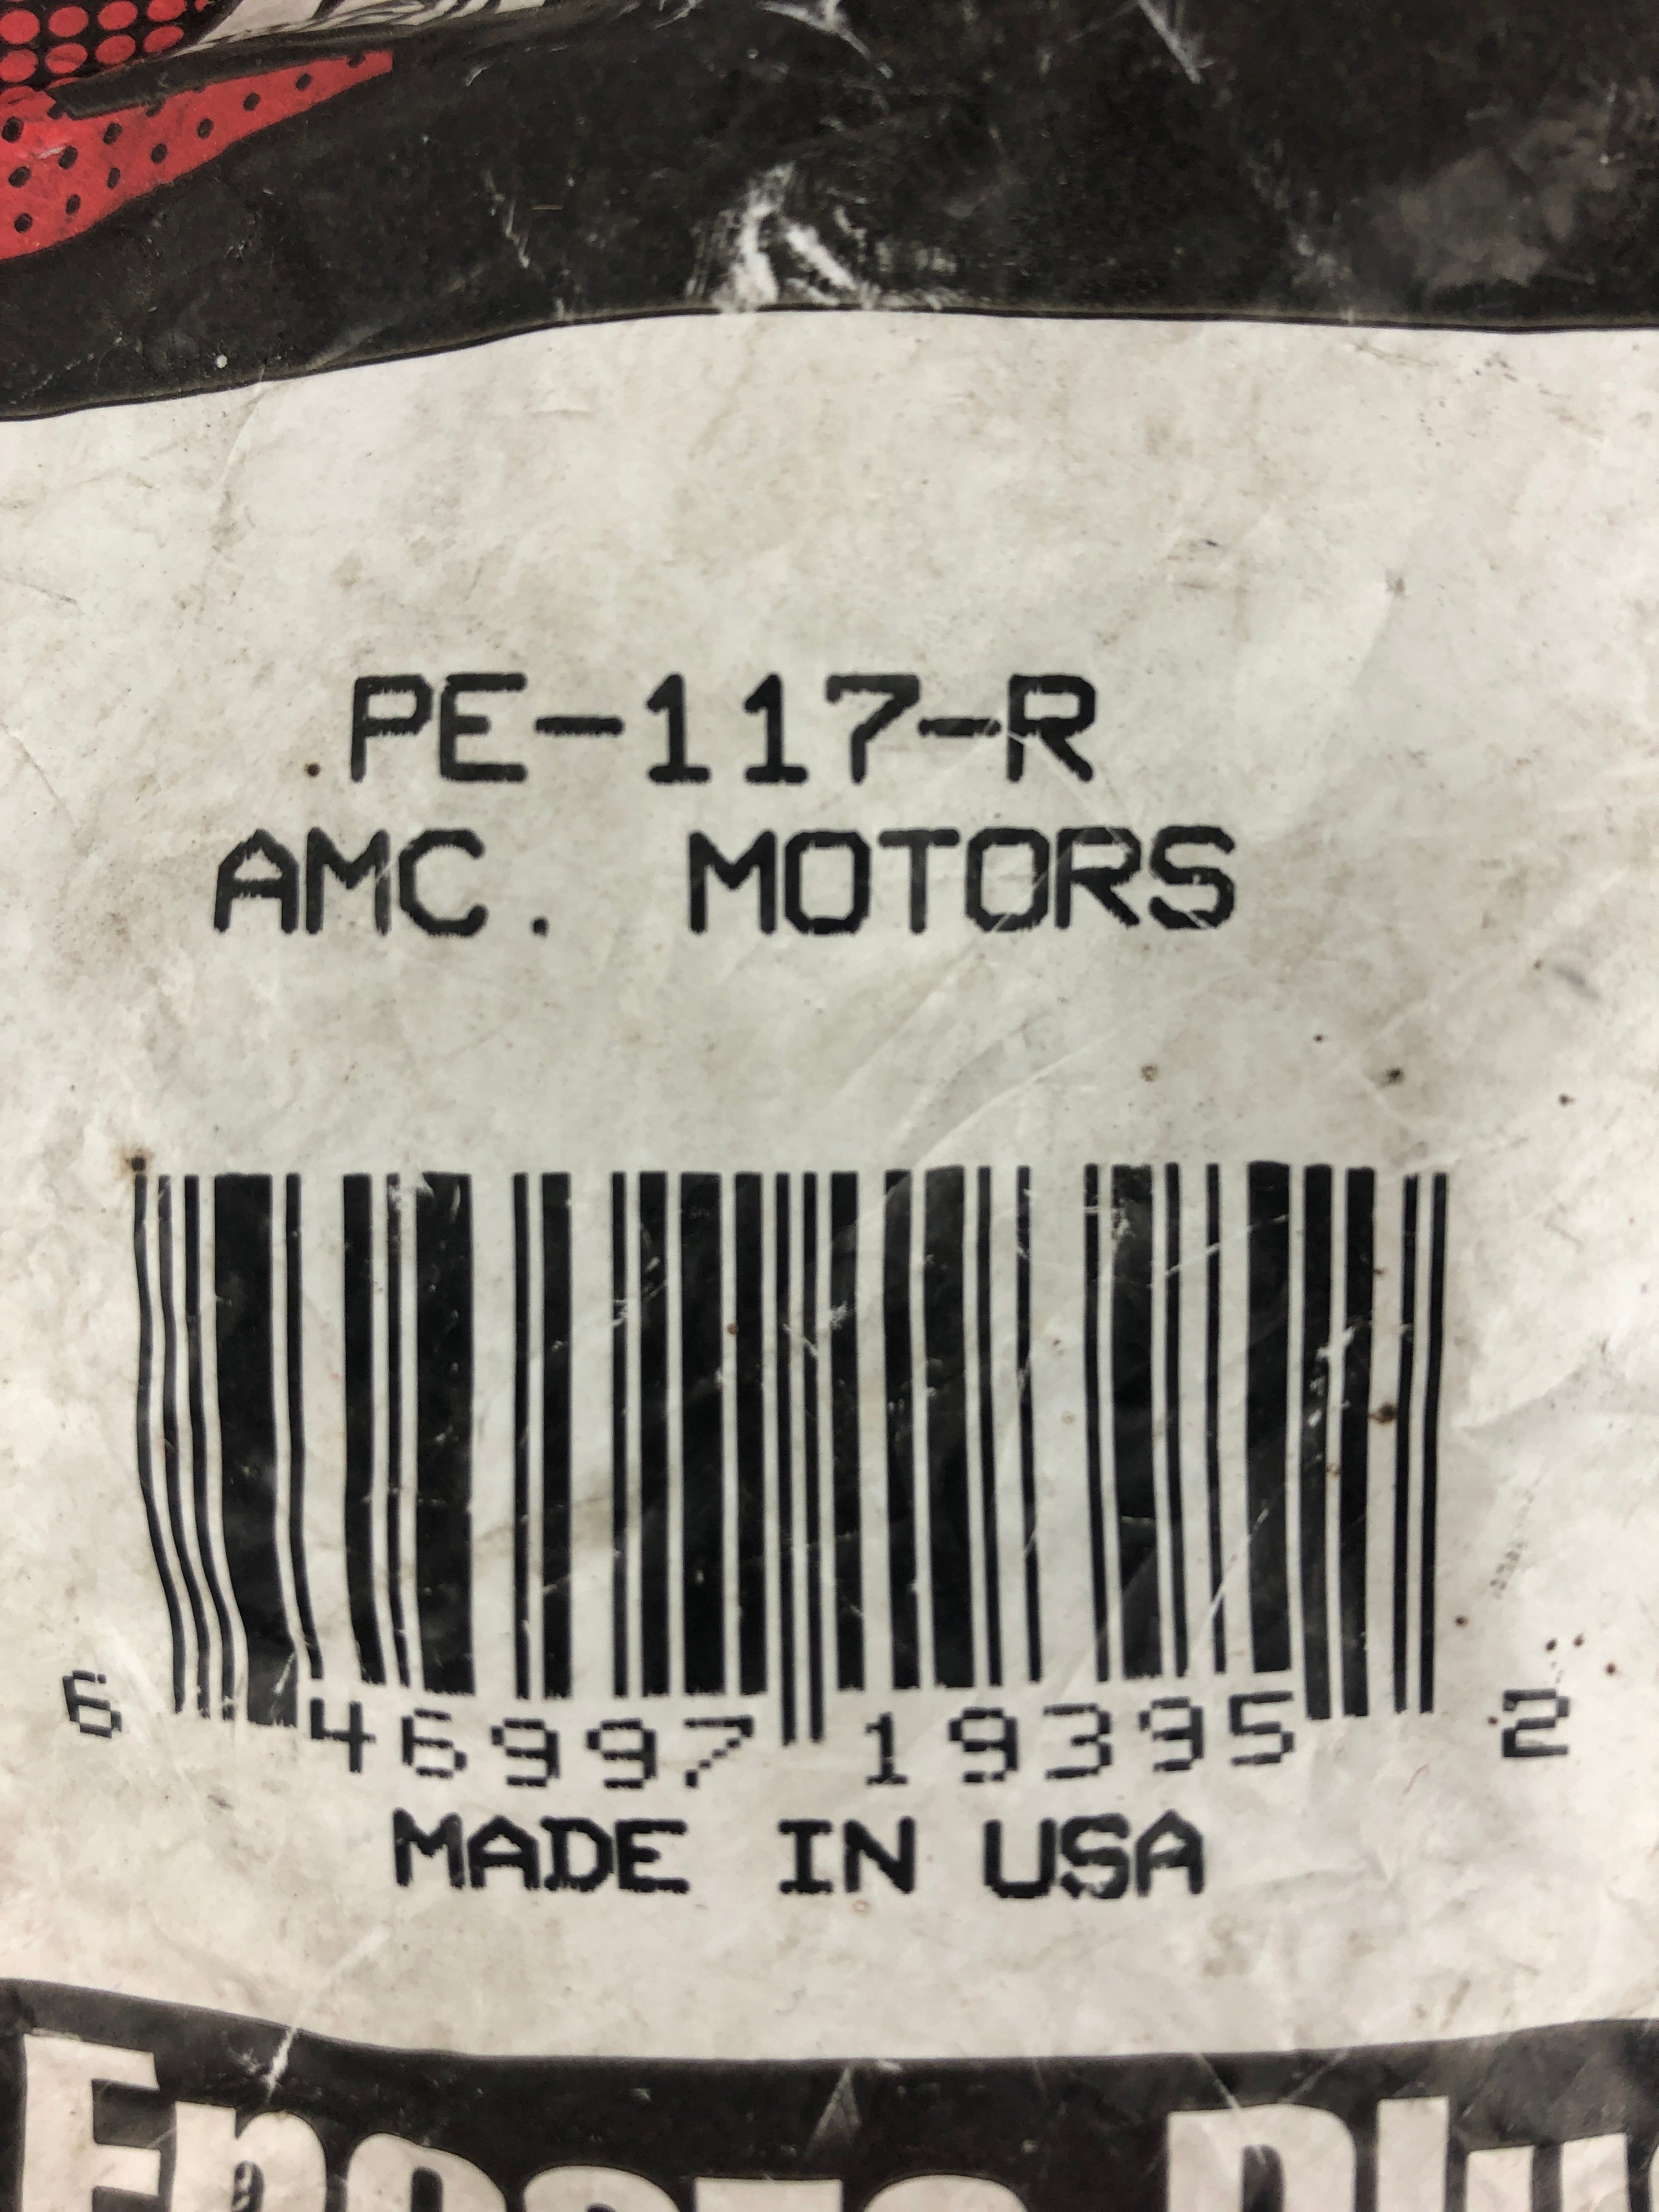 PE-117-R
AMC. MOTORS
6 46997 19395 2
MADE IN USA